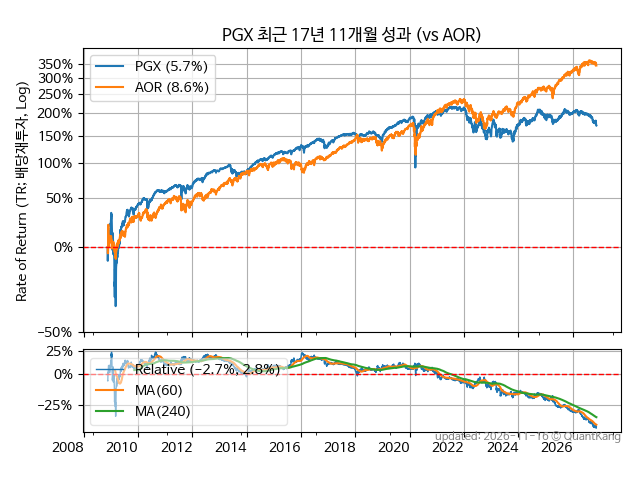 PGX 최근 17년 11개월 성과 (vs AOR)
Rate of Return (TR: 배당재투자, Log)
350%
300%
250%
200%
150%
100%
50%
0%
−50%
PGX (5.7%)
AOR (8.6%)
25%
0%
−25%
Relative (−2.7%, 2.8%)
MA(60)
MA(240)
2008 2010 2012 2014 2016 2018 2020 2022 2024 2026
updated: 2026-11-16 © QuantKang